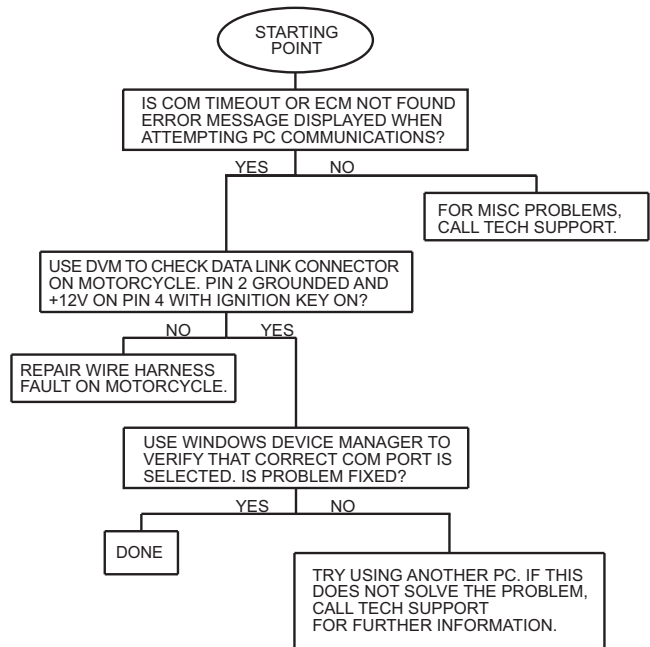 STARTING
POINT
IS COM TIMEOUT OR ECM NOT FOUND
ERROR MESSAGE DISPLAYED WHEN
ATTEMPTING PC COMMUNICATIONS?
YES
NO
FOR MISC PROBLEMS,
CALL TECH SUPPORT.
USE DVM TO CHECK DATA LINK CONNECTOR
ON MOTORCYCLE. PIN 2 GROUNDED AND
+12V ON PIN 4 WITH IGNITION KEY ON?
NO
YES
REPAIR WIRE HARNESS
FAULT ON MOTORCYCLE.
USE WINDOWS DEVICE MANAGER TO
VERIFY THAT CORRECT COM PORT IS
SELECTED. IS PROBLEM FIXED?
YES
NO
DONE
TRY USING ANOTHER PC. IF THIS
DOES NOT SOLVE THE PROBLEM,
CALL TECH SUPPORT
FOR FURTHER INFORMATION.